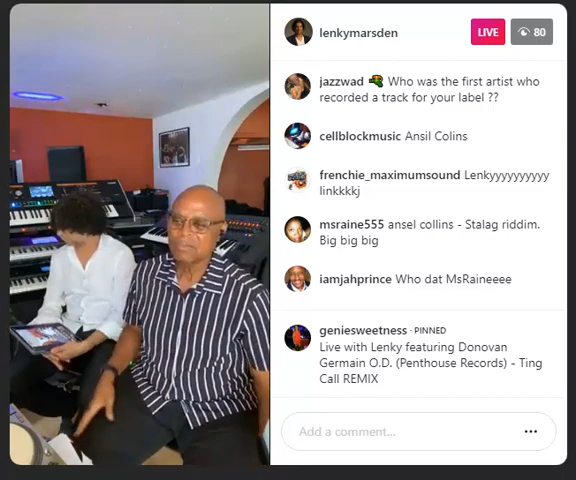 lenkymarsden
LIVE
80
jazzwad 🔫 Who was the first artist who
recorded a track for your label ??
cellblockmusic Ansil Colins
frenchie_maximumsound Lenkyyyyyyyyyy
linkkkkj
msraine555 ansel collins - Stalag riddim.
Big big big
iamjahprince Who dat MsRaineeee
geniesweetness · PINNED
Live with Lenky featuring Donovan
Germain O.D. (Penthouse Records) - Ting
Call REMIX
Add a comment...